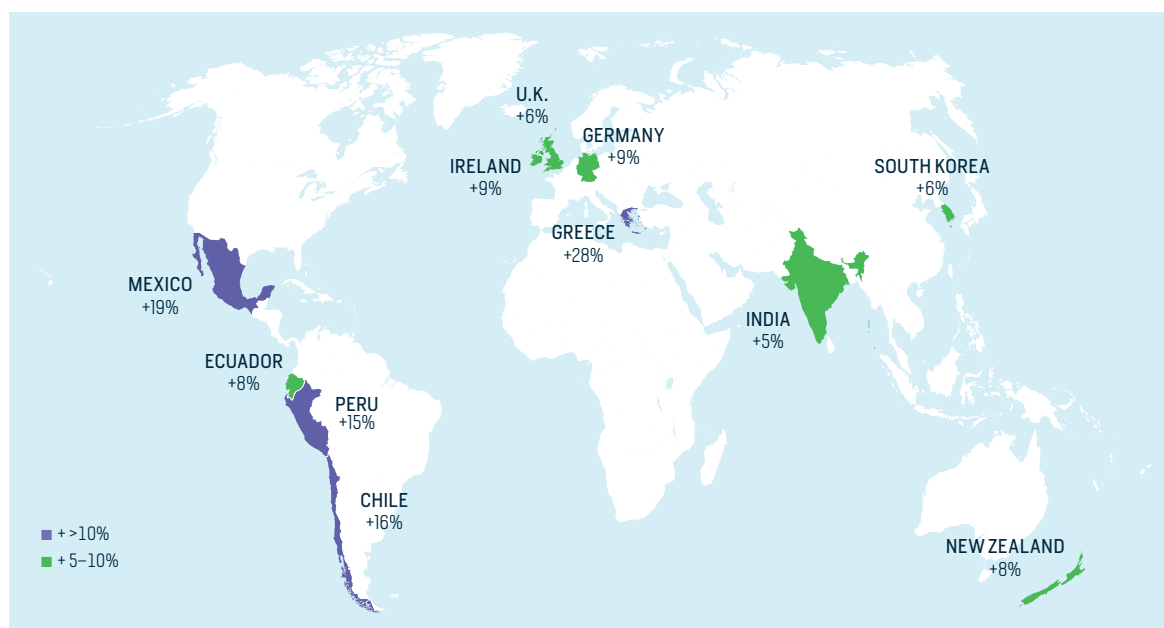 U.K.
+6%
GERMANY
+9%
IRELAND
+9%
SOUTH KOREA
+6%
GREECE
+28%
MEXICO
+19%
INDIA
+5%
ECUADOR
+8%
PERU
+15%
CHILE
+16%
NEW ZEALAND
+8%
+ >10%
+ 5–10%